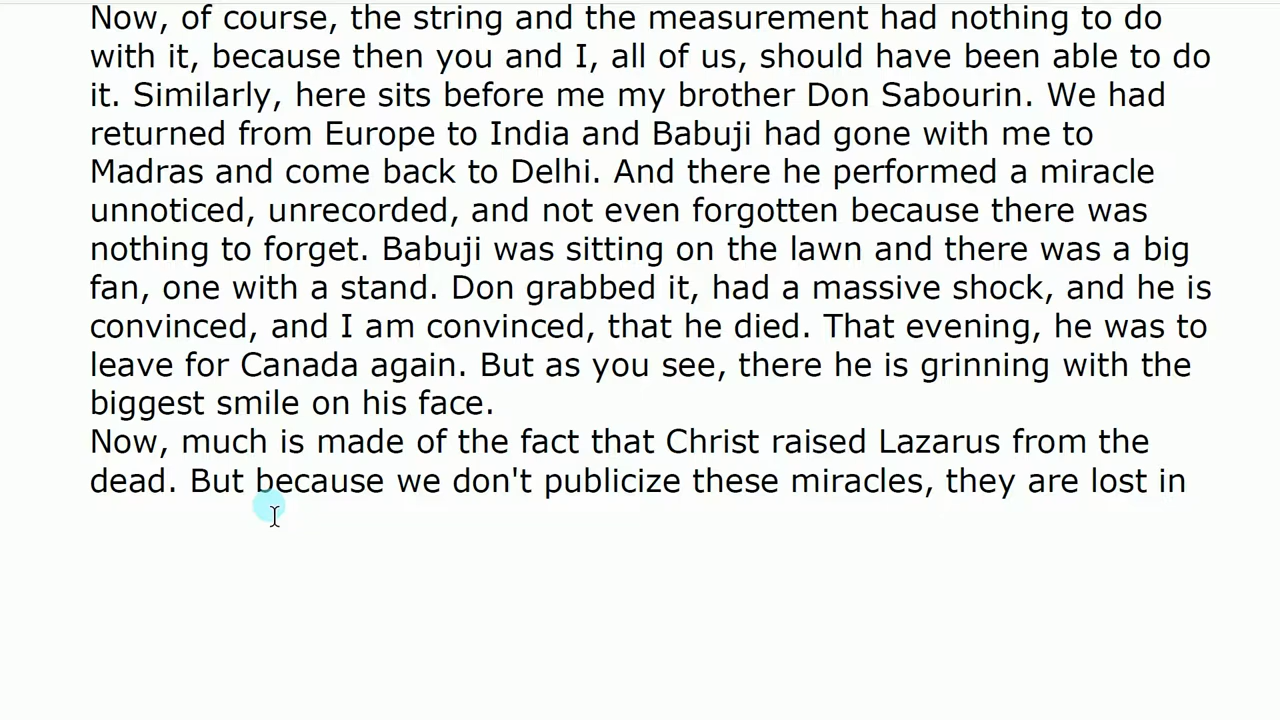 Now, of course, the string and the measurement had nothing to do
with it, because then you and I, all of us, should have been able to do
it. Similarly, here sits before me my brother Don Sabourin. We had
returned from Europe to India and Babuji had gone with me to
Madras and come back to Delhi. And there he performed a miracle
unnoticed, unrecorded, and not even forgotten because there was
nothing to forget. Babuji was sitting on the lawn and there was a big
fan, one with a stand. Don grabbed it, had a massive shock, and he is
convinced, and I am convinced, that he died. That evening, he was to
leave for Canada again. But as you see, there he is grinning with the
biggest smile on his face.
Now, much is made of the fact that Christ raised Lazarus from the
dead. But because we don't publicize these miracles, they are lost in